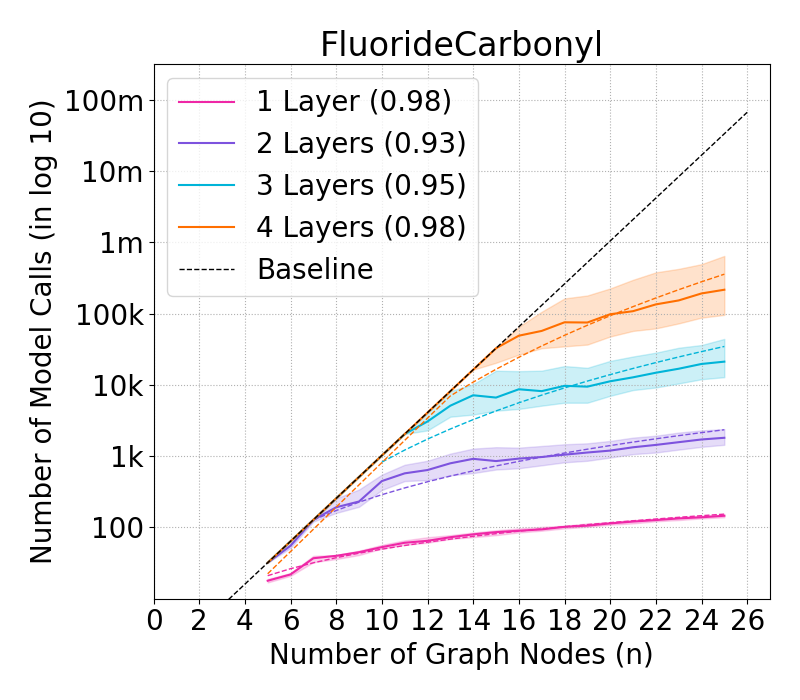 FluorideCarbonyl
Number of Model Calls (in log 10)
100m
10m
1m
100k
10k
1k
100
1 Layer (0.98)
2 Layers (0.93)
3 Layers (0.95)
4 Layers (0.98)
Baseline
0 2 4 6 8 10 12 14 16 18 20 22 24 26
Number of Graph Nodes (n)